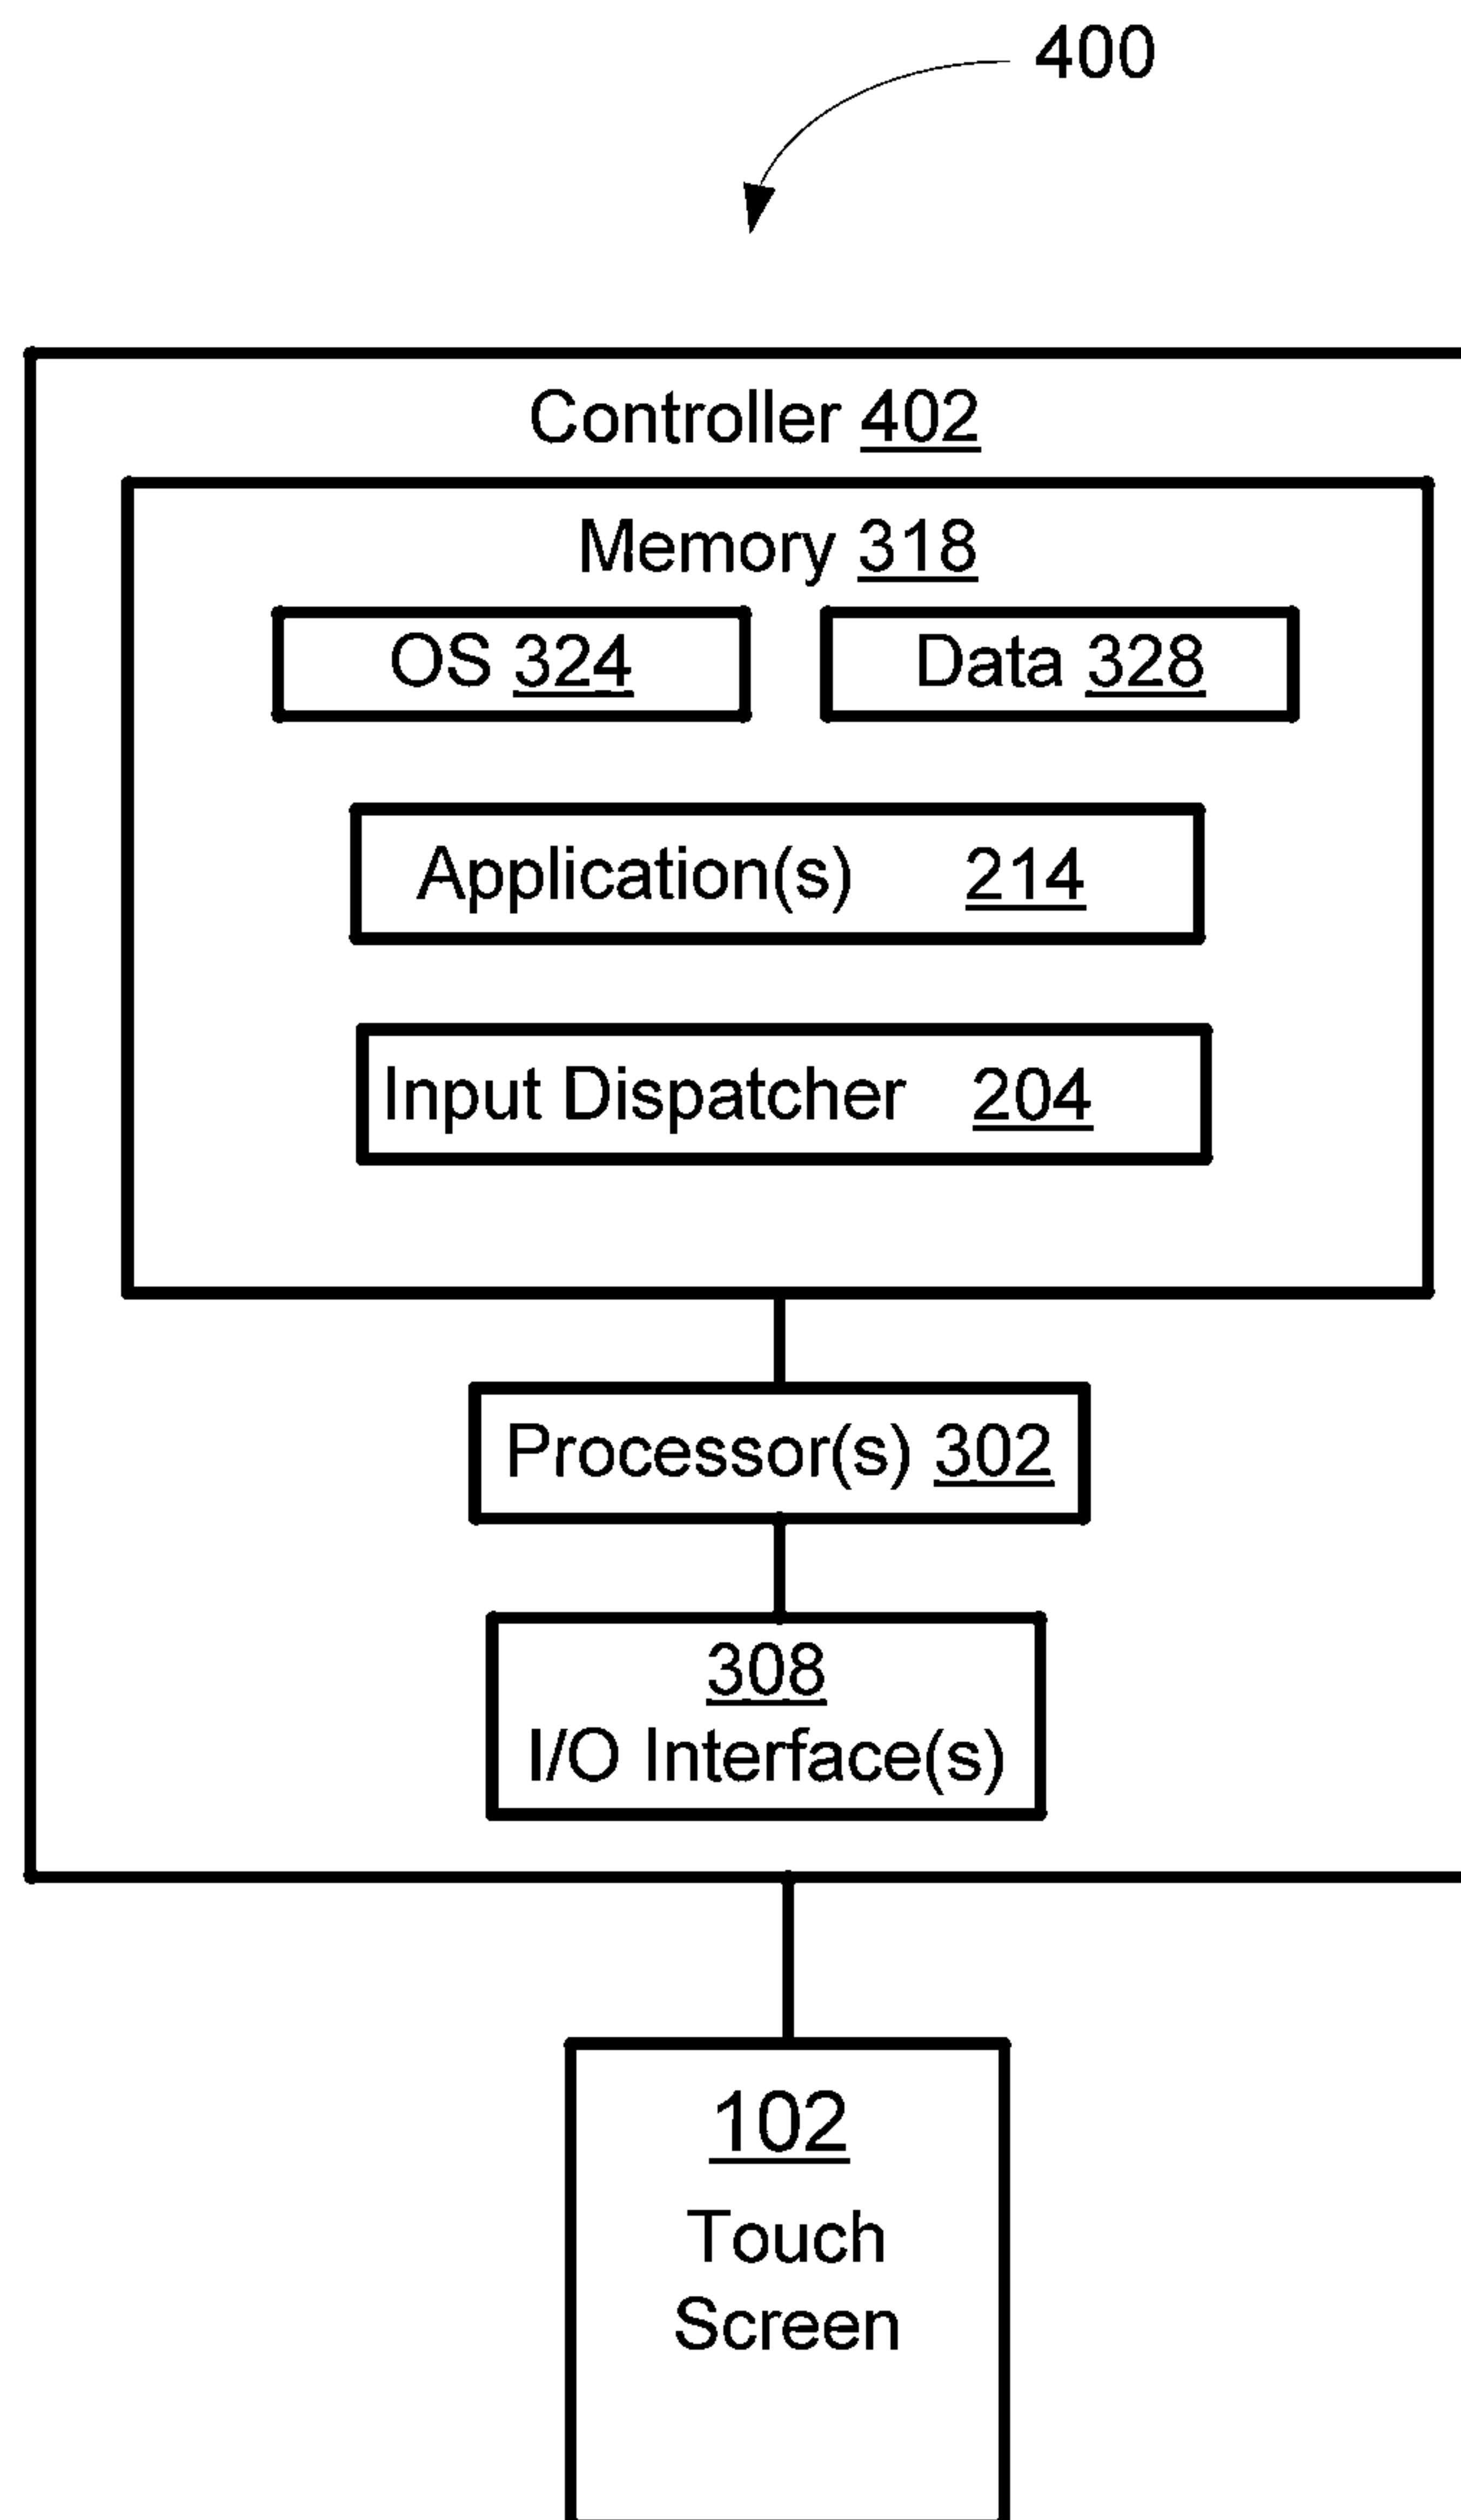 400
Controller 402
Memory 318
OS 324
Data 328
Application(s) 214
Input Dispatcher 204
Processor(s) 302
308
I/O Interface(s)
102
Touch
Screen